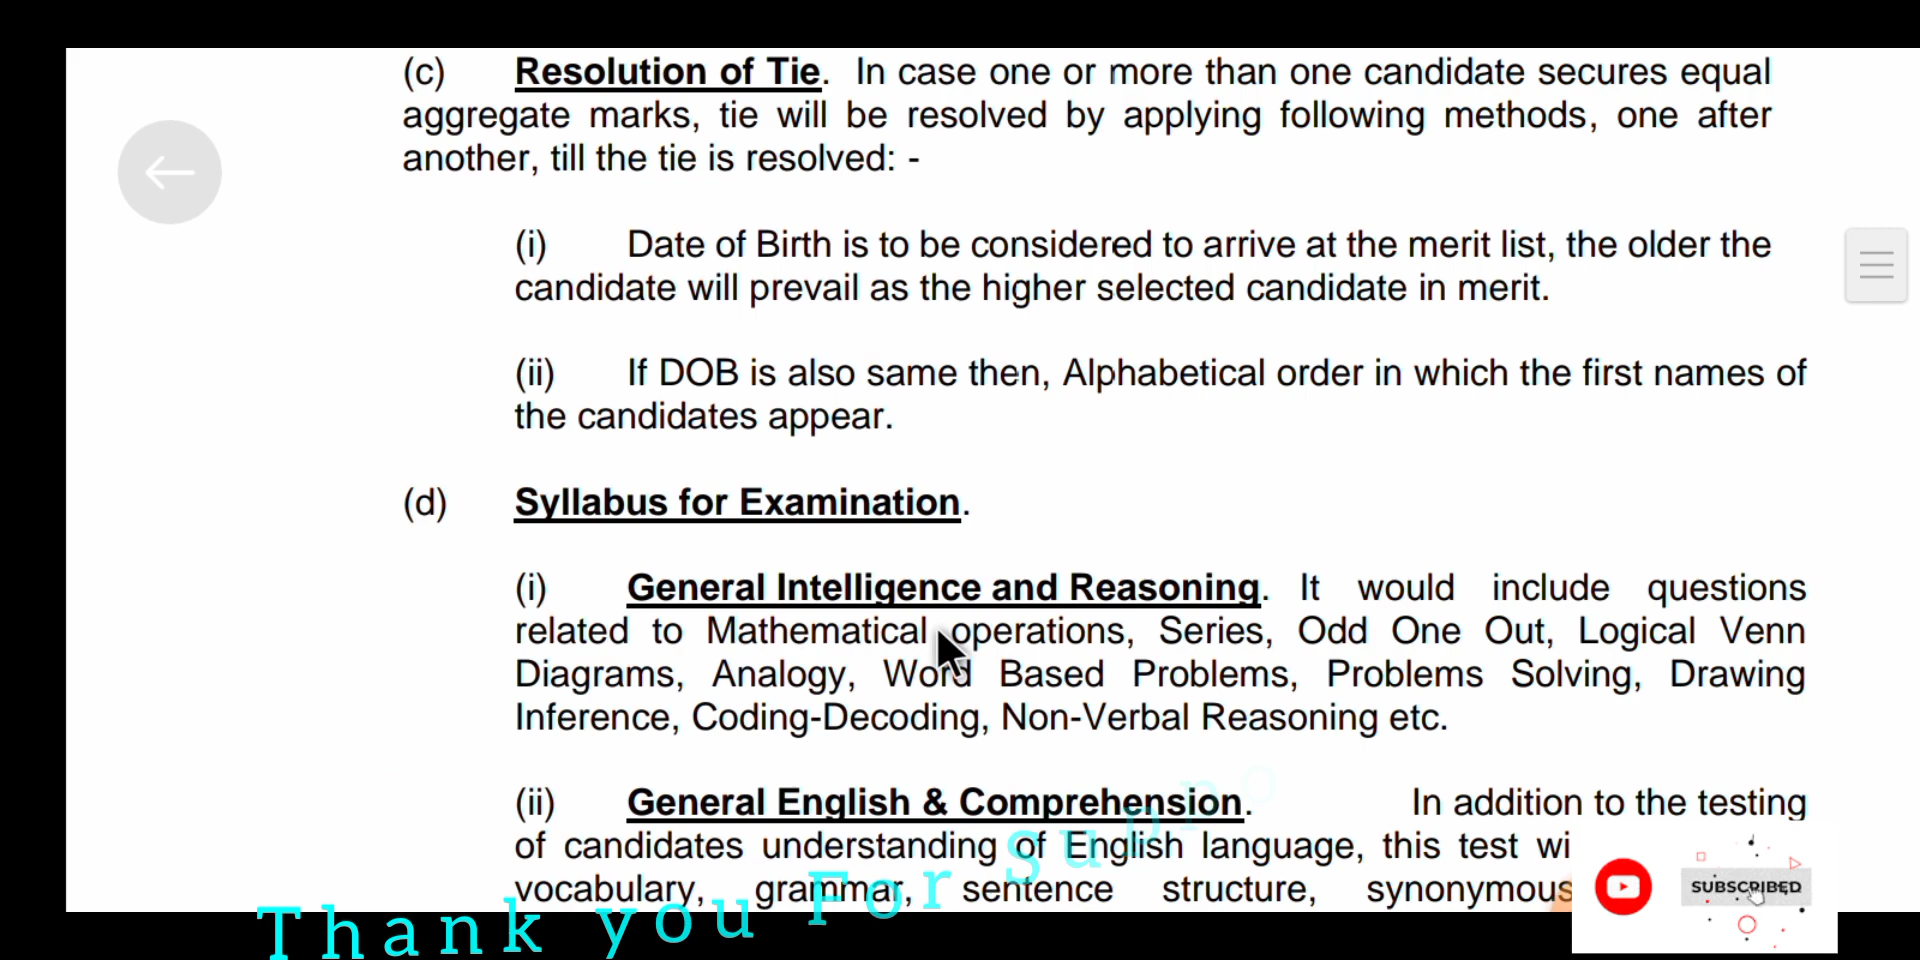 (c) Resolution of Tie. In case one or more than one candidate secures equal
aggregate marks, tie will be resolved by applying following methods, one after
another, till the tie is resolved: -
(i) Date of Birth is to be considered to arrive at the merit list, the older the
candidate will prevail as the higher selected candidate in merit.
(ii) If DOB is also same then, Alphabetical order in which the first names of
the candidates appear.
(d) Syllabus for Examination.
(i) General Intelligence and Reasoning. It would include questions
related to Mathematical operations, Series, Odd One Out, Logical Venn
Diagrams, Analogy, Word Based Problems, Problems Solving, Drawing
Inference, Coding-Decoding, Non-Verbal Reasoning etc.
(ii) General English & Comprehension. In addition to the testing
of candidates understanding of English language, this test wi
vocabulary, grammar, sentence structure, synonymous
Thank you For Suppo
SUBSCRIBED